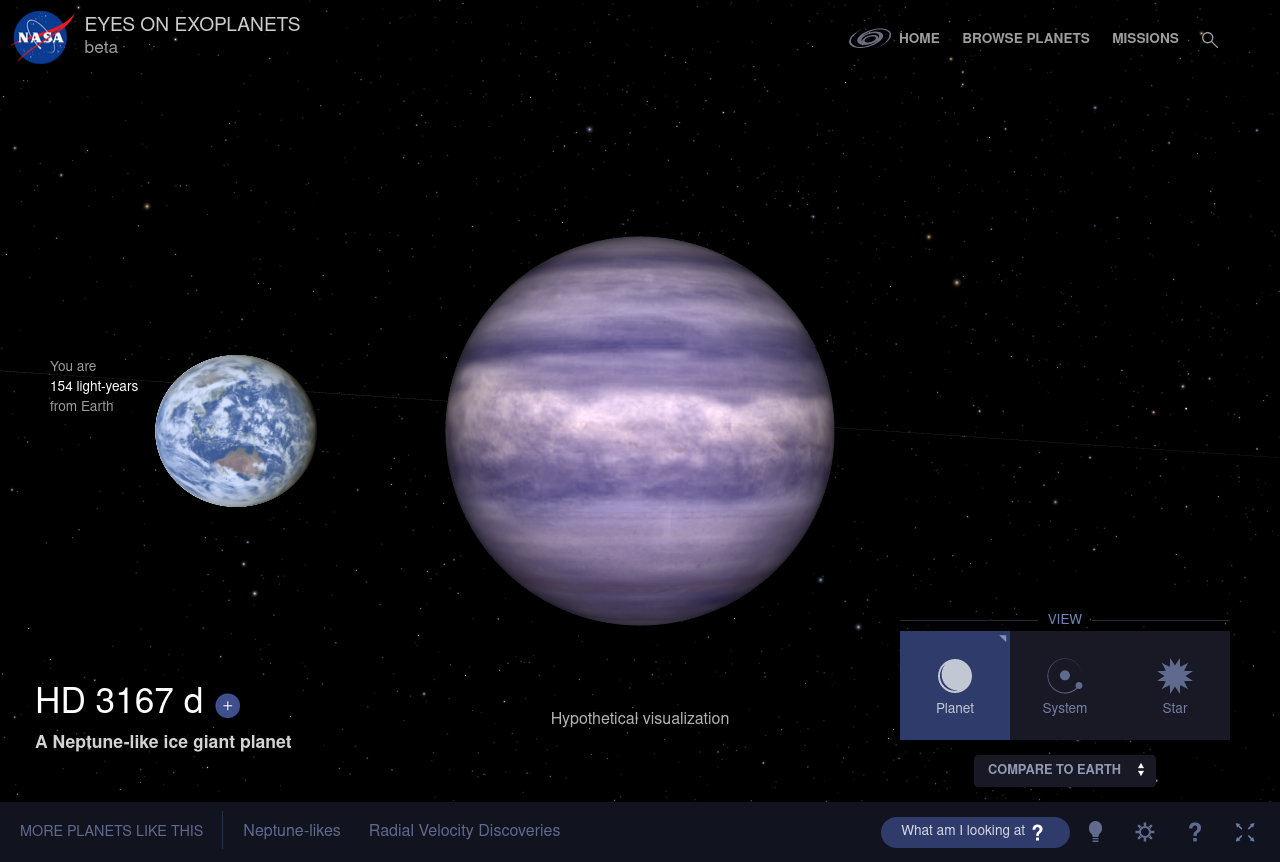 NASA
EYES ON EXOPLANETS
beta
HOME
BROWSE PLANETS
MISSIONS
You are
154 light-years
from Earth
HD 3167 d +
A Neptune-like ice giant planet
Hypothetical visualization
VIEW
Planet
System
Star
COMPARE TO EARTH
MORE PLANETS LIKE THIS
Neptune-likes
Radial Velocity Discoveries
What am I looking at ?
?